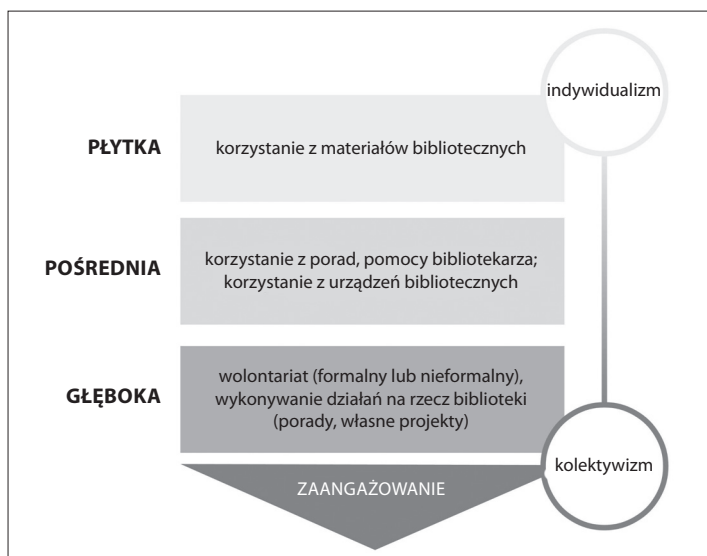 indywidualizm
PŁYTKA
korzystanie z materiałów bibliotecznych
POŚREDNIA
korzystanie z porad, pomocy bibliotekarza;
korzystanie z urządzeń bibliotecznych
GŁĘBOKA
wolontariat (formalny lub nieformalny),
wykonywanie działań na rzecz biblioteki
(porady, własne projekty)
kolektywizm
ZAANGAŻOWANIE